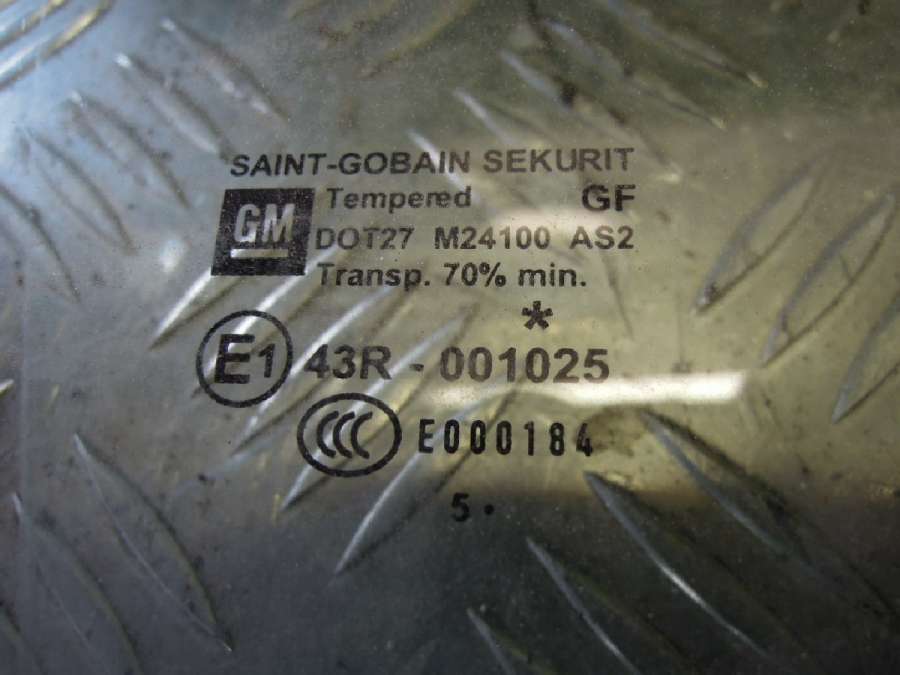 SAINT-GOBAIN SEKURIT
GM Tempered GF
DOT27 M24100 AS2
Transp. 70% min.
*
E1 43R - 001025
CCC E000184
5 •